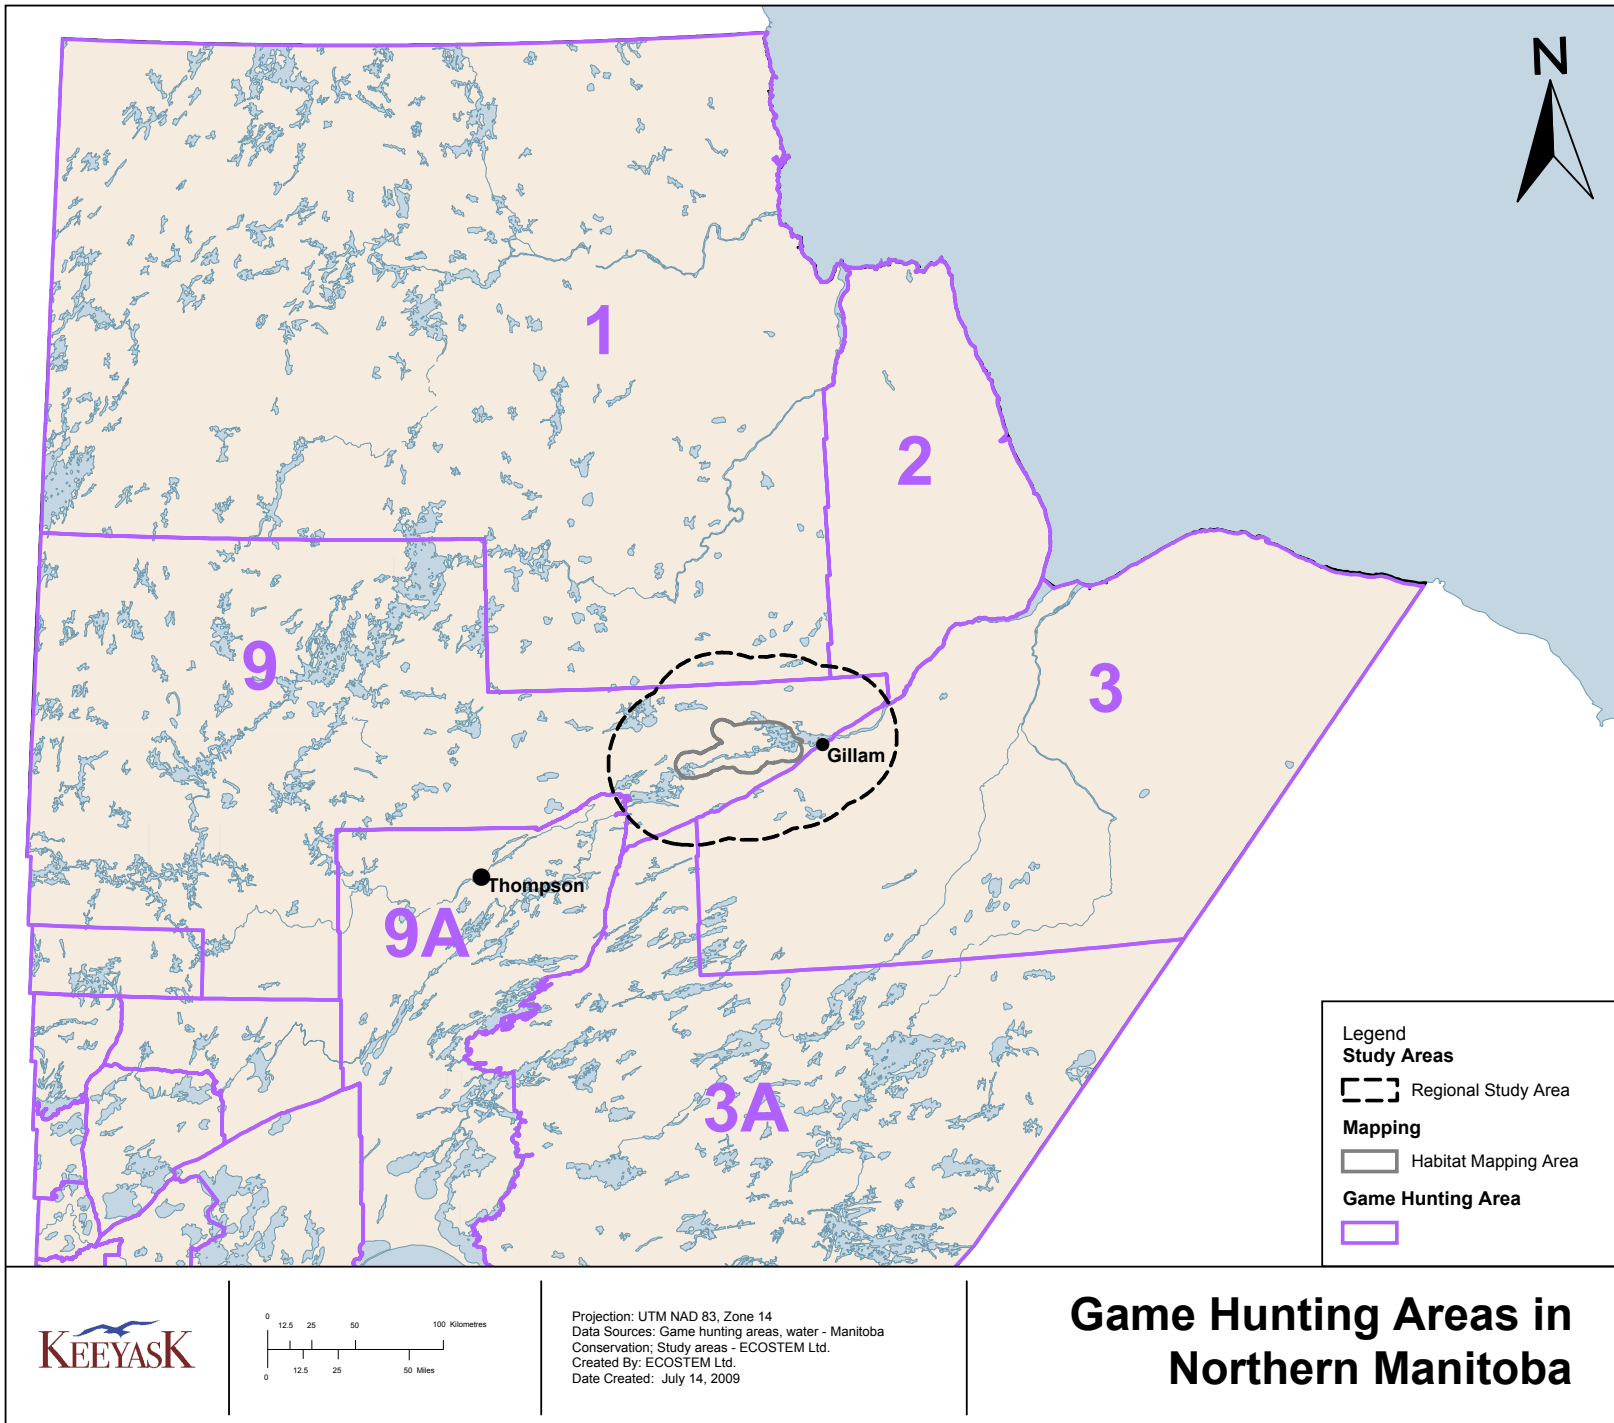 N
1
2
9
3
Gillam
Thompson
9A
3A
Legend
Study Areas
Regional Study Area
Mapping
Habitat Mapping Area
Game Hunting Area
KEEYASK
0 12.5 25 50 100 Kilometres
0 12.5 25 50 Miles
Projection: UTM NAD 83, Zone 14
Data Sources: Game hunting areas, water - Manitoba
Conservation; Study areas - ECOSTEM Ltd.
Created By: ECOSTEM Ltd.
Date Created: July 14, 2009
Game Hunting Areas in
Northern Manitoba